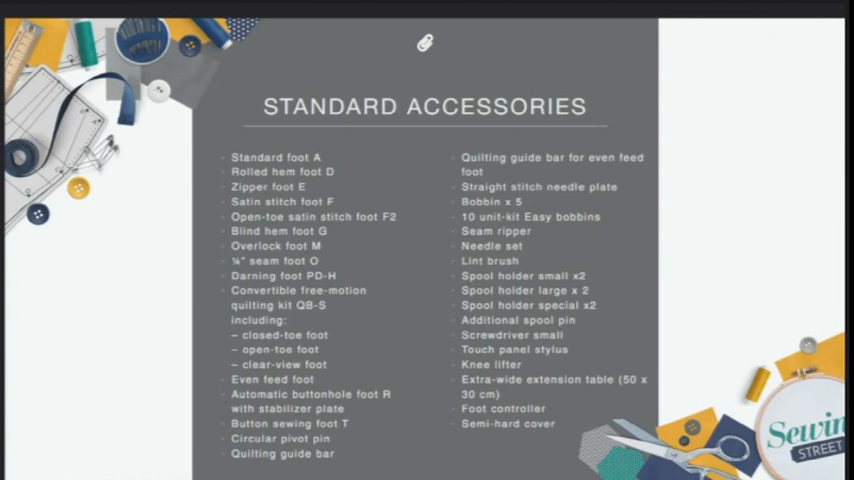 STANDARD ACCESSORIES
Standard foot A
Rolled hem foot D
Zipper foot E
Satin stitch foot F
Open-toe satin stitch foot F2
Blind hem foot G
Overlock foot M
¼" seam foot O
Darning foot PD-H
Convertible free-motion
quilting kit QB-S
including:
– closed-toe foot
– open-toe foot
– clear-view foot
Even feed foot
Automatic buttonhole foot R
with stabilizer plate
Button sewing foot T
Circular pivot pin
Quilting guide bar
Quilting guide bar for even feed
foot
Straight stitch needle plate
Bobbin x 5
10 unit-kit Easy bobbins
Seam ripper
Needle set
Lint brush
Spool holder small x2
Spool holder large x 2
Spool holder special x2
Additional spool pin
Screwdriver small
Touch panel stylus
Knee lifter
Extra-wide extension table (50 x
30 cm)
Foot controller
Semi-hard cover
Sewin
STREET